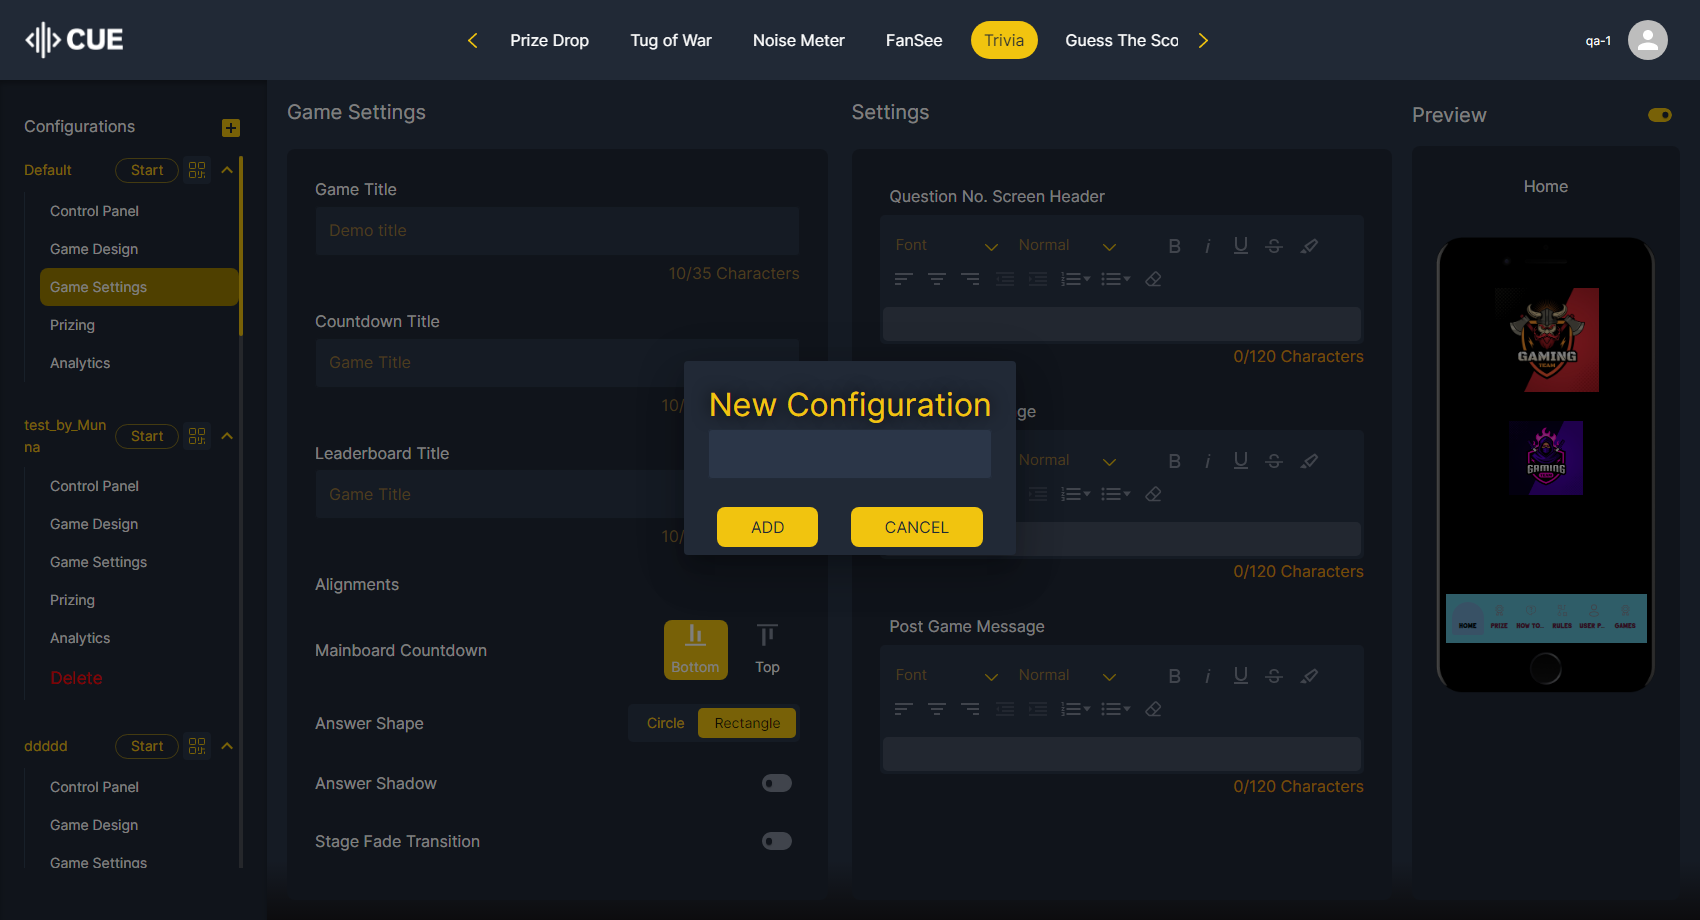 CUE
Prize Drop
Tug of War
Noise Meter
FanSee
Trivia
Guess The Sco
qa-1
Configurations
Default
Start
Control Panel
Game Design
Game Settings
Prizing
Analytics
test_by_Mun
na
Start
Control Panel
Game Design
Game Settings
Prizing
Analytics
Delete
ddddd
Start
Control Panel
Game Design
Game Settings
Game Settings
Game Title
Demo title
10/35 Characters
Countdown Title
Game Title
10/
Leaderboard Title
Game Title
10/
Alignments
Mainboard Countdown
Bottom
Top
Answer Shape
Circle
Rectangle
Answer Shadow
Stage Fade Transition
New Configuration
ADD
CANCEL
Settings
Question No. Screen Header
Font
Normal
B i U S
0/120 Characters
ge
Normal
B i U S
0/120 Characters
Post Game Message
Font
Normal
B i U S
0/120 Characters
Preview
Home
GAMING
TEAM
GAMING
HOME
PRIZE
HOW TO..
RULES
USER P..
GAMES